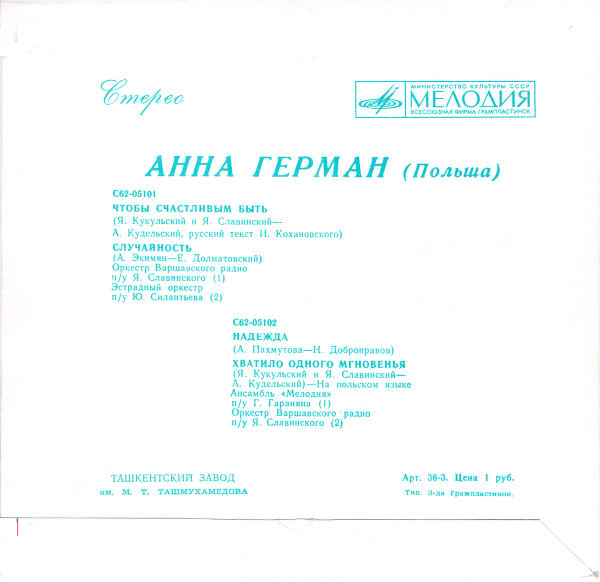 Стерео
МИНИСТЕРСТВО КУЛЬТУРЫ СССР
МЕЛОДИЯ
ВСЕСОЮЗНАЯ ФИРМА ГРАМПЛАСТИНОК
АННА ГЕРМАН (Польша)
С62-05101
ЧТОБЫ СЧАСТЛИВЫМ БЫТЬ
(Я. Кукульский и Я. Славинский—
А. Кудельский, русский текст И. Кохановского)
СЛУЧАЙНОСТЬ
(А. Экимян—Е. Долматовский)
Оркестр Варшавского радио
п/у Я. Славинского (1)
Эстрадный оркестр
п/у Ю. Силантьева (2)
С62-05102
НАДЕЖДА
(А. Пахмутова—Н. Добронравов)
ХВАТИЛО ОДНОГО МГНОВЕНЬЯ
(Я. Кукульский и Я. Славинский—
А. Кудельский)—На польском языке
Ансамбль «Мелодия»
п/у Г. Гараняна (1)
Оркестр Варшавского радио
п/у Я. Славинского (2)
ТАШКЕНТСКИЙ ЗАВОД
им. М. Т. ТАШМУХАМЕДОВА
Арт. 36-3. Цена 1 руб.
Тип. 3-да Грампластинок.